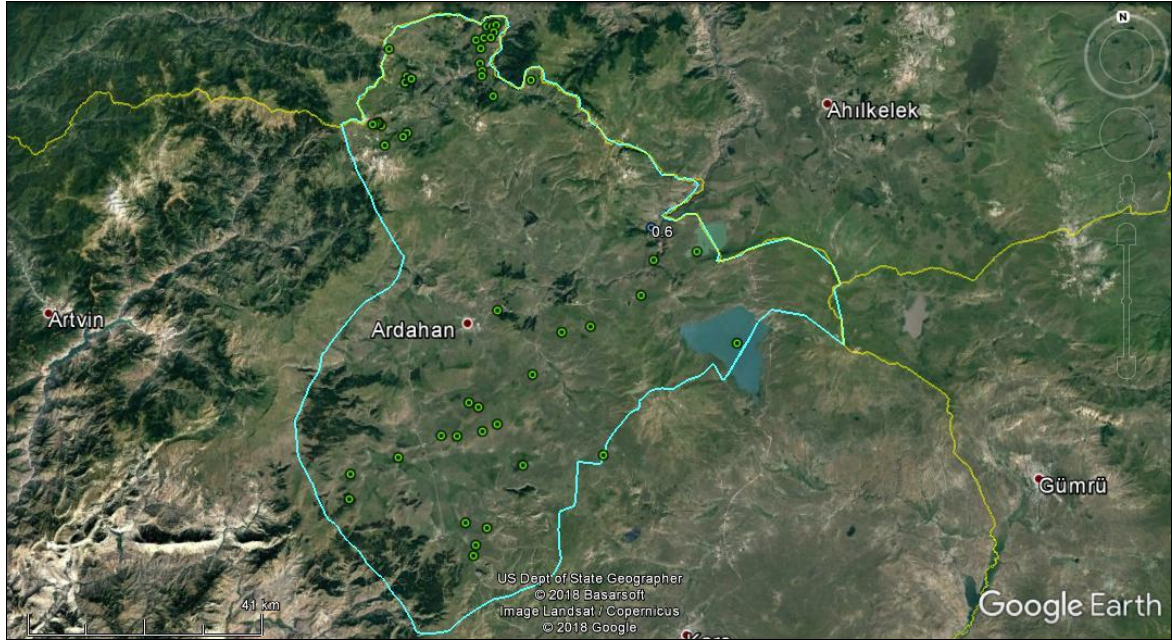 N
Ahılkelek
0.6
Artvin
Ardahan
Gümrü
US Dept of State Geographer
© 2018 Basarsoft
Image Landsat / Copernicus
© 2018 Google
41 km
Google Earth